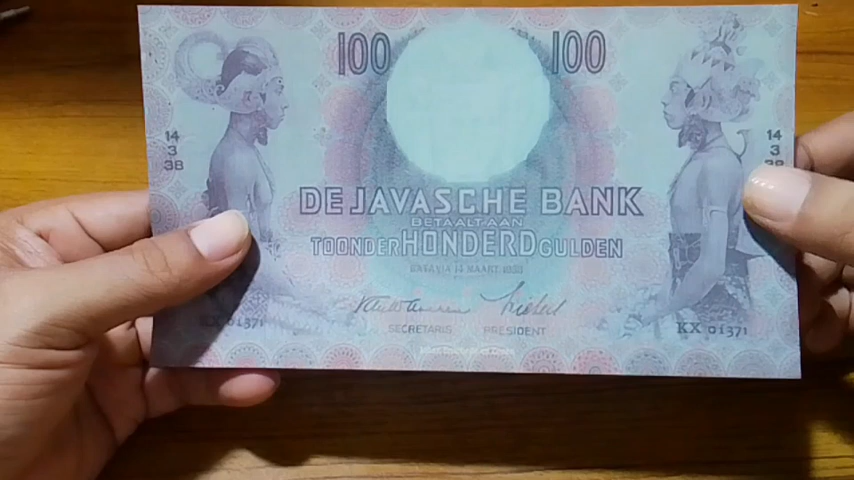 100 100
14
3
38
14
3
38
DE JAVASCHE BANK
BETAALT AAN
TOONDER HONDERD GULDEN
BATAVIA 14 MAART 1938
SECRETARIS PRESIDENT
KX 01371
KX 01371